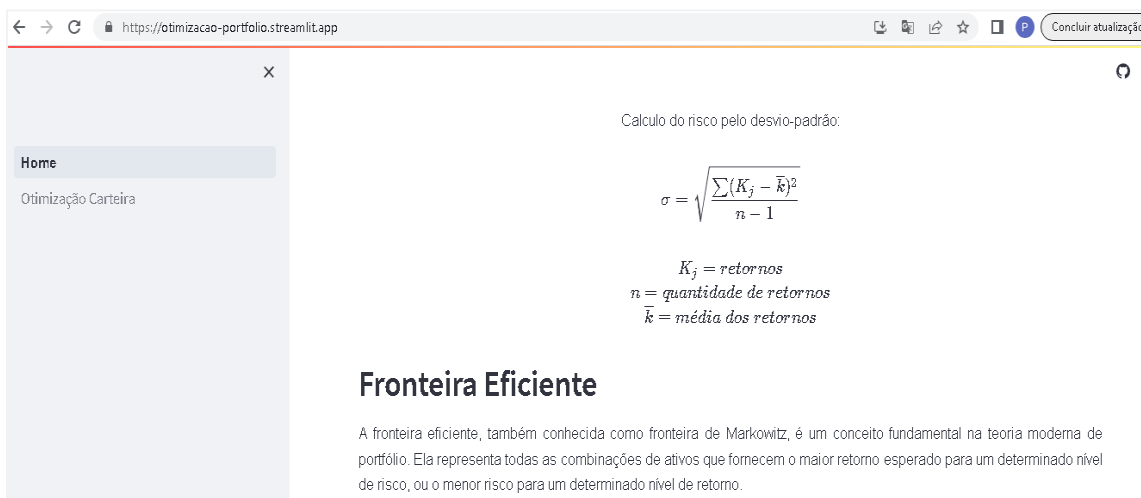 https://otimizacao-portfolio.streamlit.app
P
Concluir atualização
Home
Otimização Carteira
Calculo do risco pelo desvio-padrão:
σ = √(∑(K_j − k̅)² / (n − 1))
K_j = retornos
n = quantidade de retornos
k̅ = média dos retornos
Fronteira Eficiente
A fronteira eficiente, também conhecida como fronteira de Markowitz, é um conceito fundamental na teoria moderna de
portfólio. Ela representa todas as combinações de ativos que fornecem o maior retorno esperado para um determinado nível
de risco, ou o menor risco para um determinado nível de retorno.